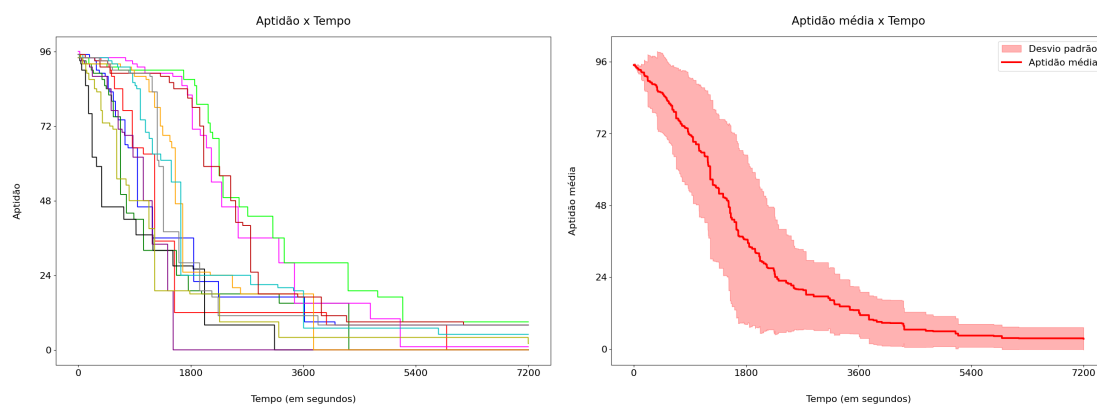 Aptidão x Tempo
96
72
48
24
0
Aptidão
0
1800
3600
5400
7200
Tempo (em segundos)
Aptidão média x Tempo
Desvio padrão
Aptidão média
96
72
48
24
0
Aptidão média
0
1800
3600
5400
7200
Tempo (em segundos)